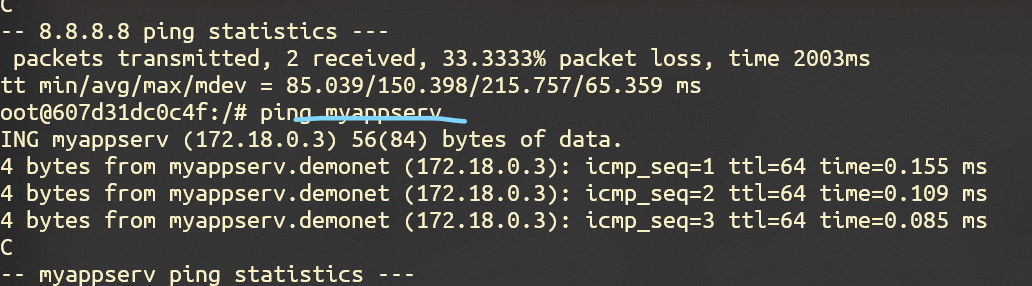 C
-- 8.8.8.8 ping statistics ---
packets transmitted, 2 received, 33.3333% packet loss, time 2003ms
tt min/avg/max/mdev = 85.039/150.398/215.757/65.359 ms
oot@607d31dc0c4f:/# ping myappserv
ING myappserv (172.18.0.3) 56(84) bytes of data.
4 bytes from myappserv.demonet (172.18.0.3): icmp_seq=1 ttl=64 time=0.155 ms
4 bytes from myappserv.demonet (172.18.0.3): icmp_seq=2 ttl=64 time=0.109 ms
4 bytes from myappserv.demonet (172.18.0.3): icmp_seq=3 ttl=64 time=0.085 ms
C
-- myappserv ping statistics ---